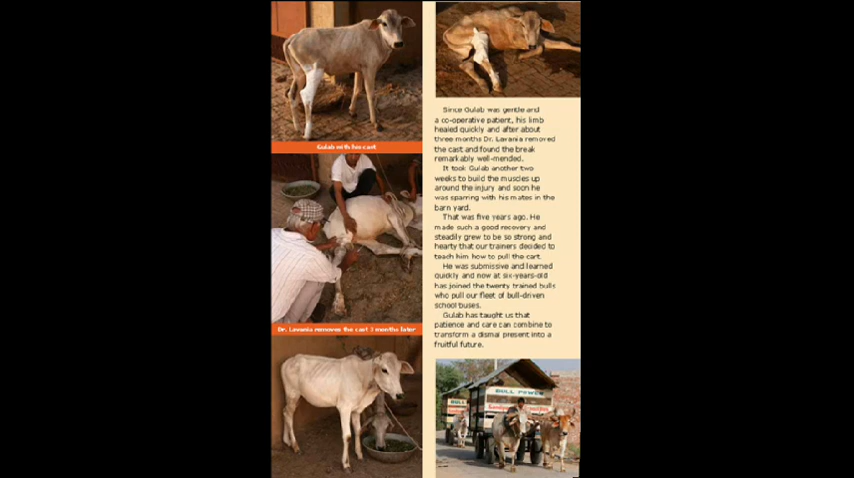 Gulab with his cast
Dr. Lavania removes the cast 3 months later
Since Gulab was gentle and
a co-operative patient, his limb
healed quickly and after about
three months Dr. Lavania removed
the cast and found the break
remarkably well-mended.
It took Gulab another two
weeks to build the muscles up
around the injury and soon he
was sparring with his mates in the
barn yard.
That was five years ago. He
made such a good recovery and
steadily grew to be so strong and
hearty that our trainers decided to
teach him how to pull the cart.
He was submissive and learned
quickly and now at six-years-old
has joined the twenty trained bulls
who pull our fleet of bull-driven
school buses.
Gulab has taught us that
patience and care can combine to
transform a dismal present into a
fruitful future.
BULL POWER
BULL